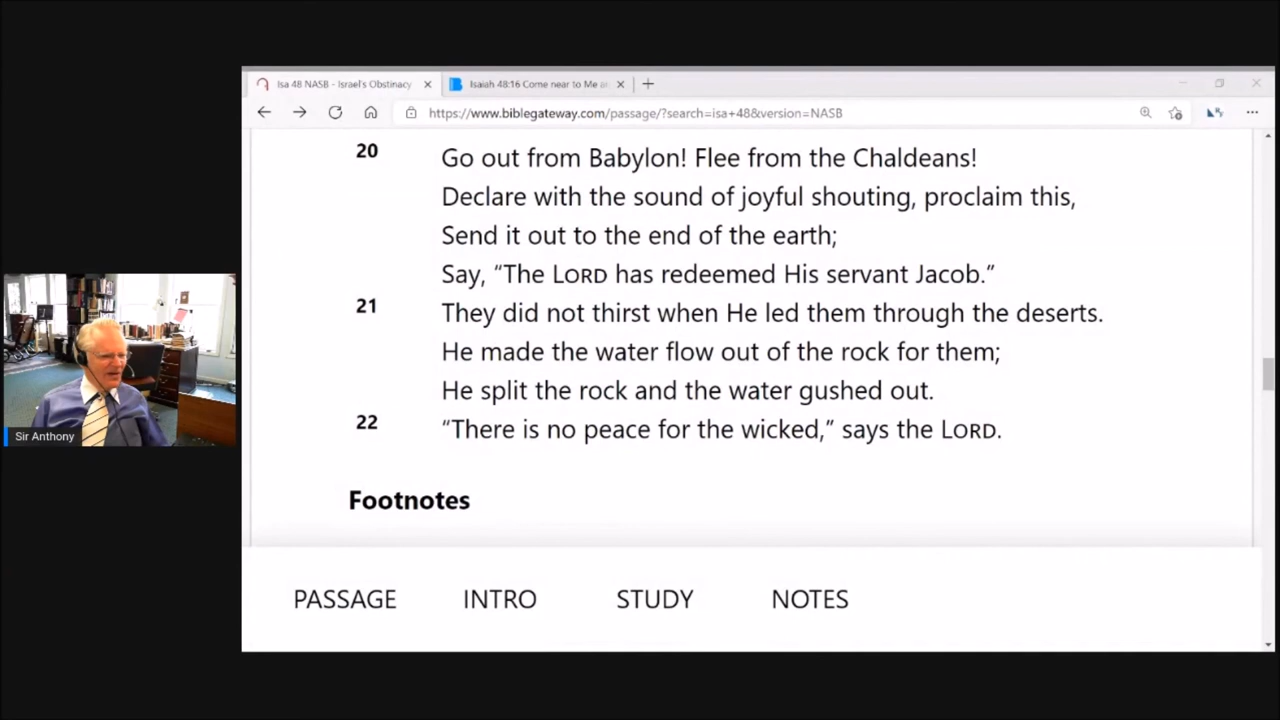 Isa 48 NASB - Israel's Obstinacy
Isaiah 48:16 Come near to Me a
https://www.biblegateway.com/passage/?search=isa+48&version=NASB
20 Go out from Babylon! Flee from the Chaldeans!
Declare with the sound of joyful shouting, proclaim this,
Send it out to the end of the earth;
Say, “The LORD has redeemed His servant Jacob.”
21 They did not thirst when He led them through the deserts.
He made the water flow out of the rock for them;
He split the rock and the water gushed out.
22 “There is no peace for the wicked,” says the LORD.
Sir Anthony
Footnotes
PASSAGE INTRO STUDY NOTES